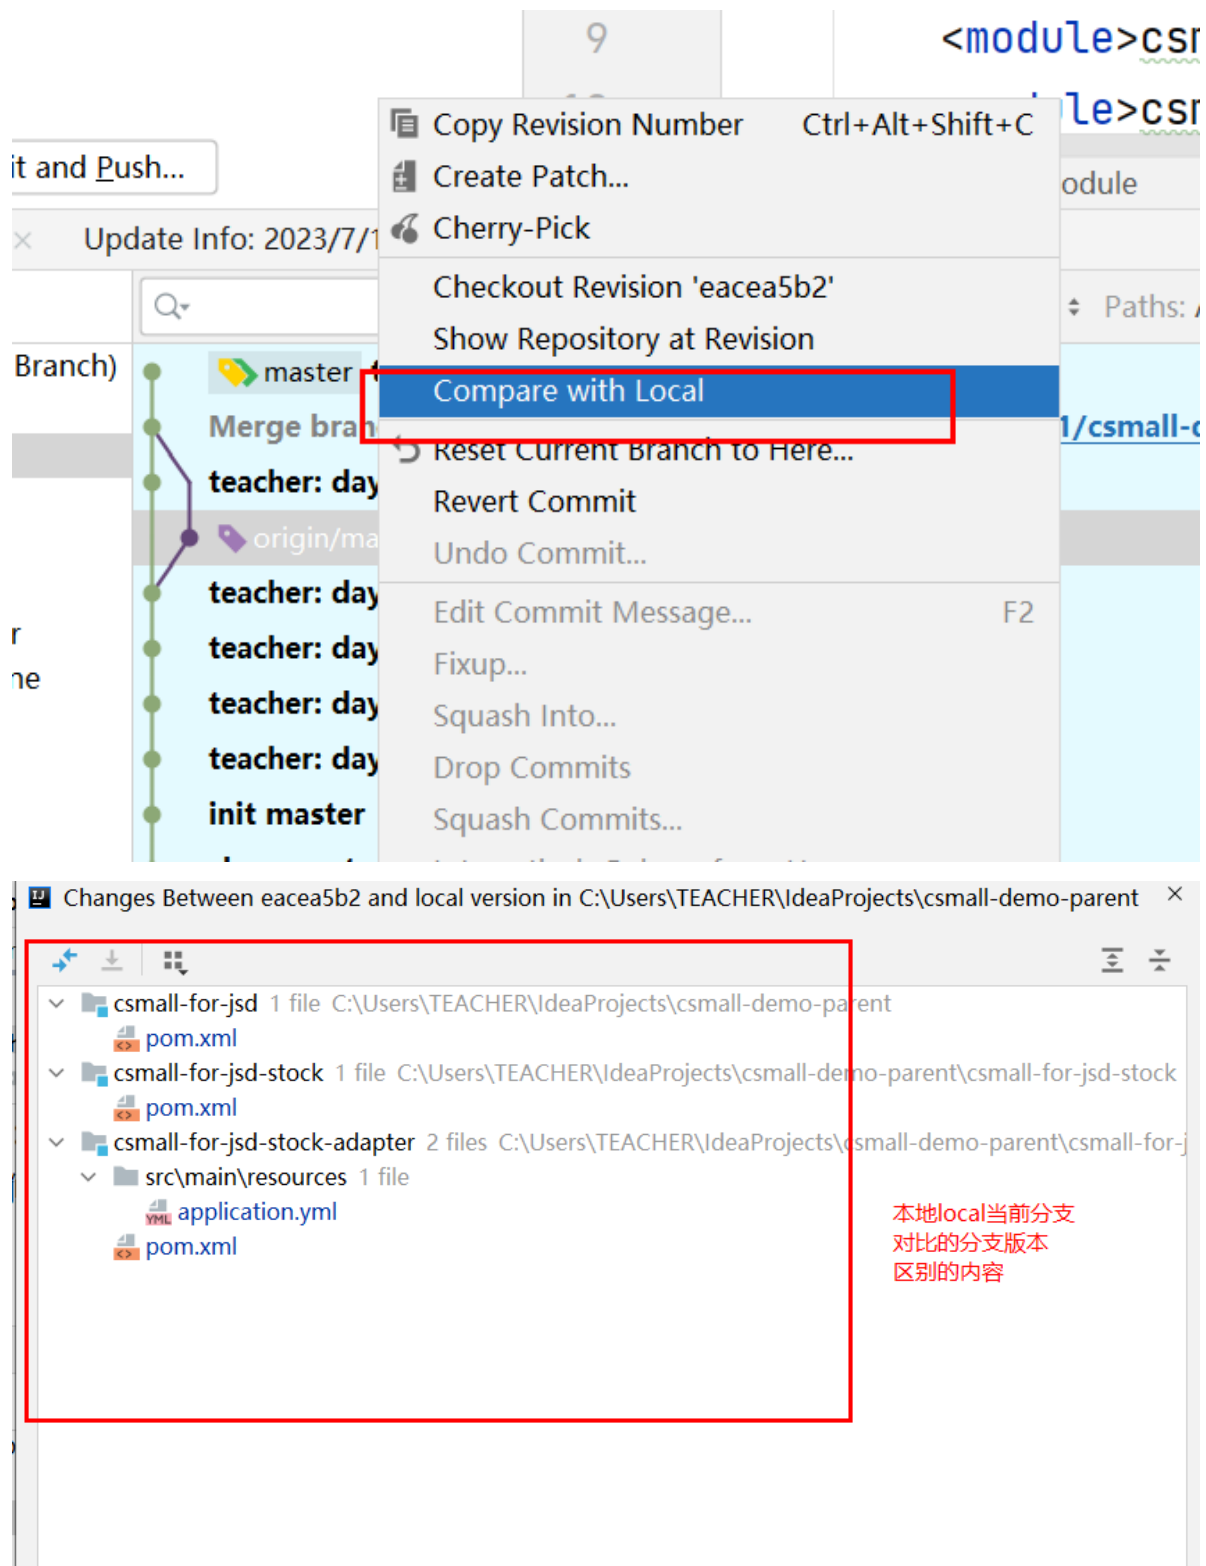 9
<module>csm
Copy Revision Number Ctrl+Alt+Shift+C
le>csm
it and Push...
Create Patch...
odule
Update Info: 2023/7/1
Cherry-Pick
Checkout Revision 'eacea5b2'
Paths:
Show Repository at Revision
Branch)
master
Compare with Local
Merge bran
1/csmall-d
Reset Current Branch to Here...
teacher: day
Revert Commit
origin/ma
Undo Commit...
teacher: day
Edit Commit Message... F2
r
teacher: day
Fixup...
ne
teacher: day
Squash Into...
teacher: day
Drop Commits
init master
Squash Commits...
Changes Between eacea5b2 and local version in C:\Users\TEACHER\IdeaProjects\csmall-demo-parent
csmall-for-jsd 1 file C:\Users\TEACHER\IdeaProjects\csmall-demo-parent
pom.xml
csmall-for-jsd-stock 1 file C:\Users\TEACHER\IdeaProjects\csmall-demo-parent\csmall-for-jsd-stock
pom.xml
csmall-for-jsd-stock-adapter 2 files C:\Users\TEACHER\IdeaProjects\csmall-demo-parent\csmall-for-j
src\main\resources 1 file
application.yml
pom.xml
本地local当前分支
对比的分支版本
区别的内容